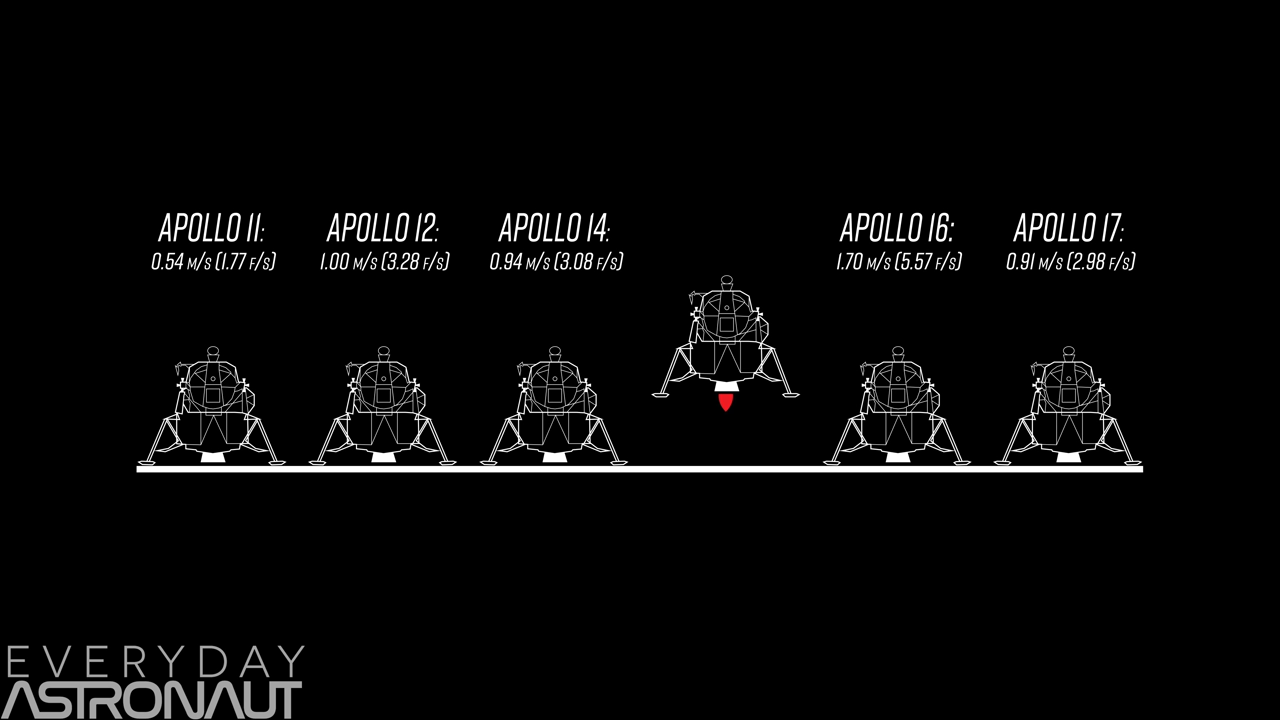 APOLLO 11:
0.54 M/S (1.77 F/S)
APOLLO 12:
1.00 M/S (3.28 F/S)
APOLLO 14:
0.94 M/S (3.08 F/S)
APOLLO 16:
1.70 M/S (5.57 F/S)
APOLLO 17:
0.91 M/S (2.98 F/S)
EVERYDAY
ASTRONAUT